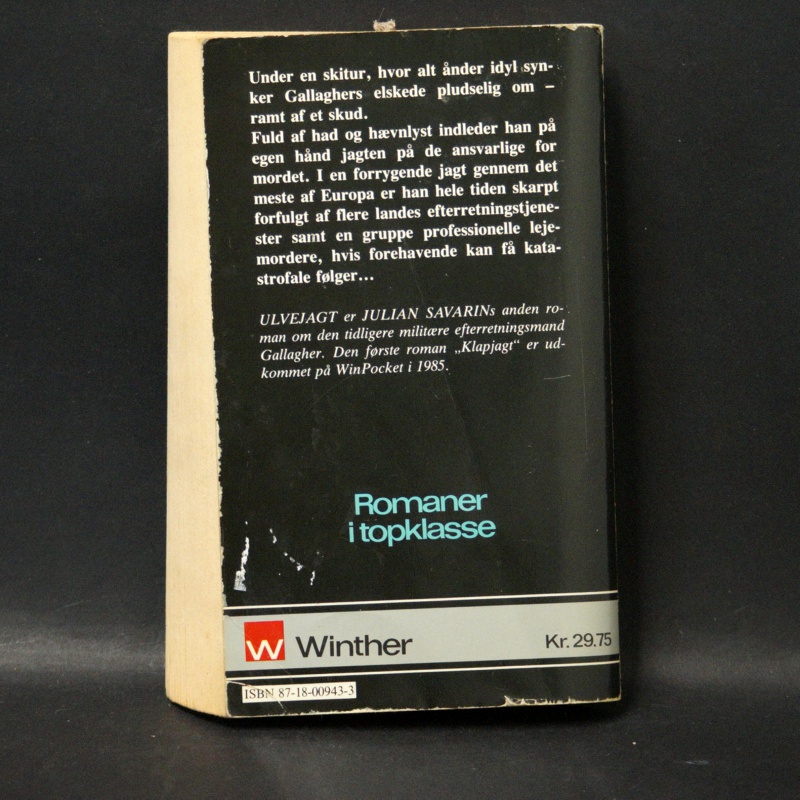 Under en skitur, hvor alt ånder idyl syn-
ker Gallaghers elskede pludselig om –
ramt af et skud.
Fuld af had og hævnlyst indleder han på
egen hånd jagten på de ansvarlige for
mordet. I en forrygende jagt gennem det
meste af Europa er han hele tiden skarpt
forfulgt af flere landes efterretningstjene-
ster samt en gruppe professionelle leje-
mordere, hvis forehavende kan få kata-
strofale følger...
ULVEJAGT er JULIAN SAVARINs anden ro-
man om den tidligere militære efterretningsmand
Gallagher. Den første roman „Klapjagt“ er ud-
kommet på WinPocket i 1985.
Romaner
i topklasse
W Winther
Kr. 29.75
ISBN 87-18-00943-3